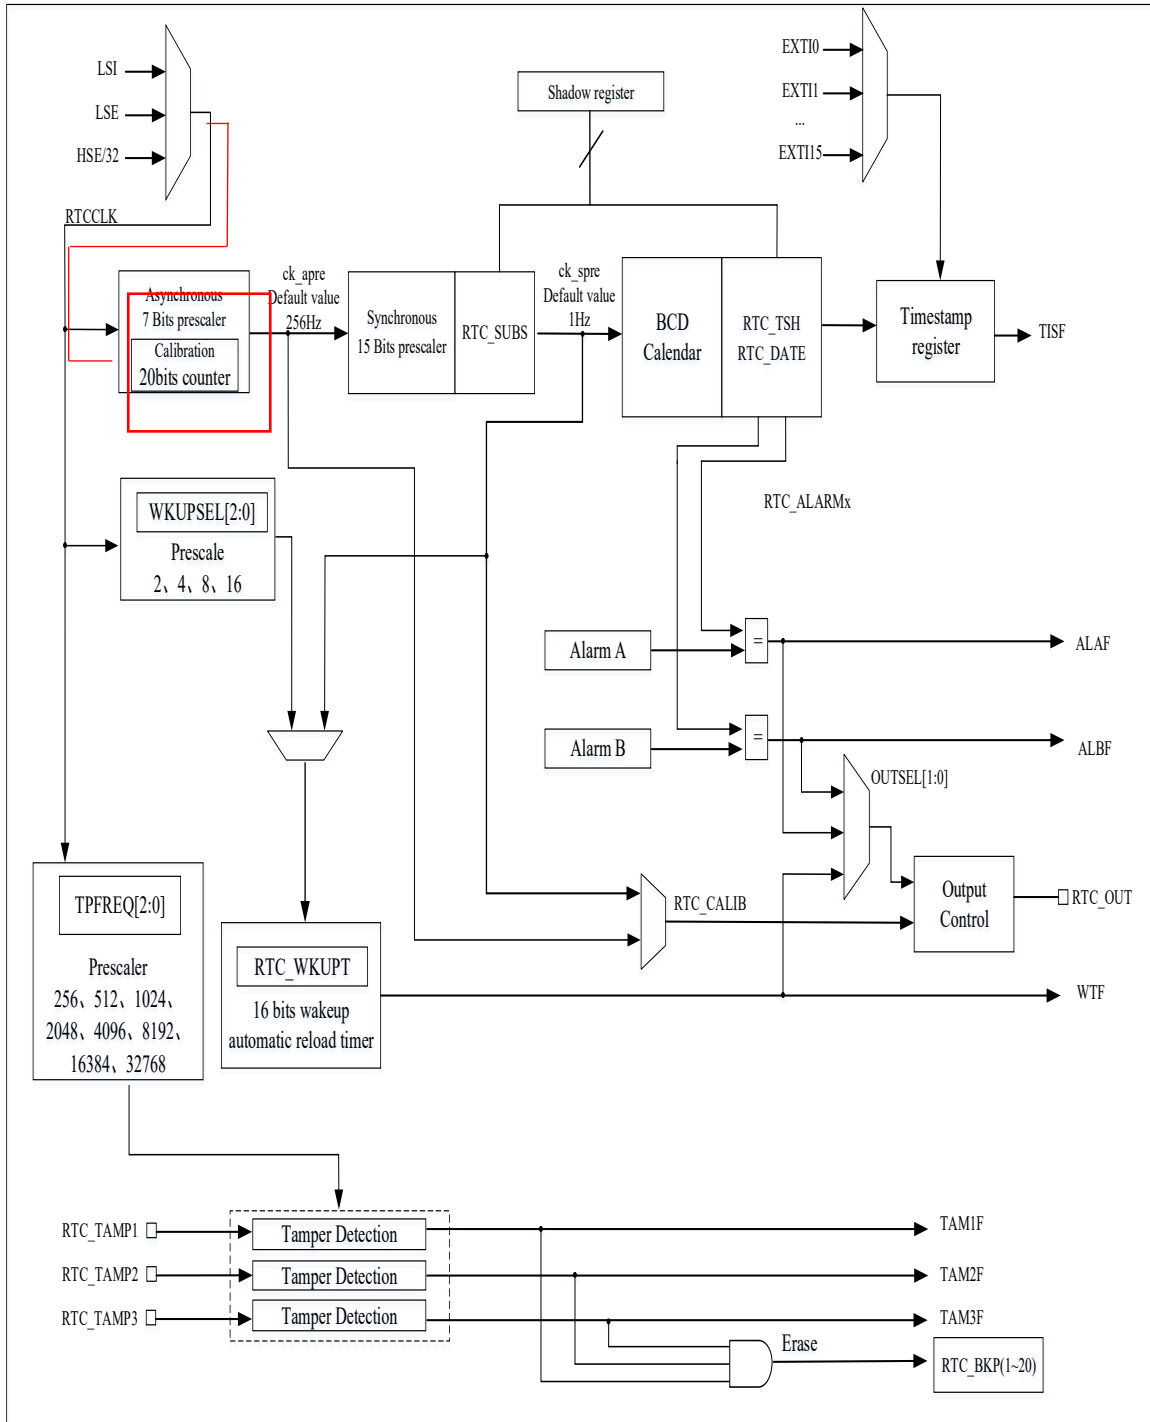 LSI
LSE
HSE/32
RTCCLK
Shadow register
EXTI0
EXTI1
...
EXTI15
Asynchronous
7 Bits prescaler
Calibration
20bits counter
ck_apre
Default value
256Hz
Synchronous
15 Bits prescaler
RTC_SUBS
ck_spre
Default value
1Hz
BCD
Calendar
RTC_TSH
RTC_DATE
Timestamp
register
TISF
WKUPSEL[2:0]
Prescale
2、4、8、16
RTC_ALARMx
Alarm A
=
ALAF
Alarm B
=
ALBF
OUTSEL[1:0]
TPFREQ[2:0]
Prescaler
256、512、1024、
2048、4096、8192、
16384、32768
RTC_WKUPT
16 bits wakeup
automatic reload timer
RTC_CALIB
Output
Control
RTC_OUT
WTF
RTC_TAMP1
Tamper Detection
TAM1F
RTC_TAMP2
Tamper Detection
TAM2F
RTC_TAMP3
Tamper Detection
TAM3F
Erase
RTC_BKP(1~20)